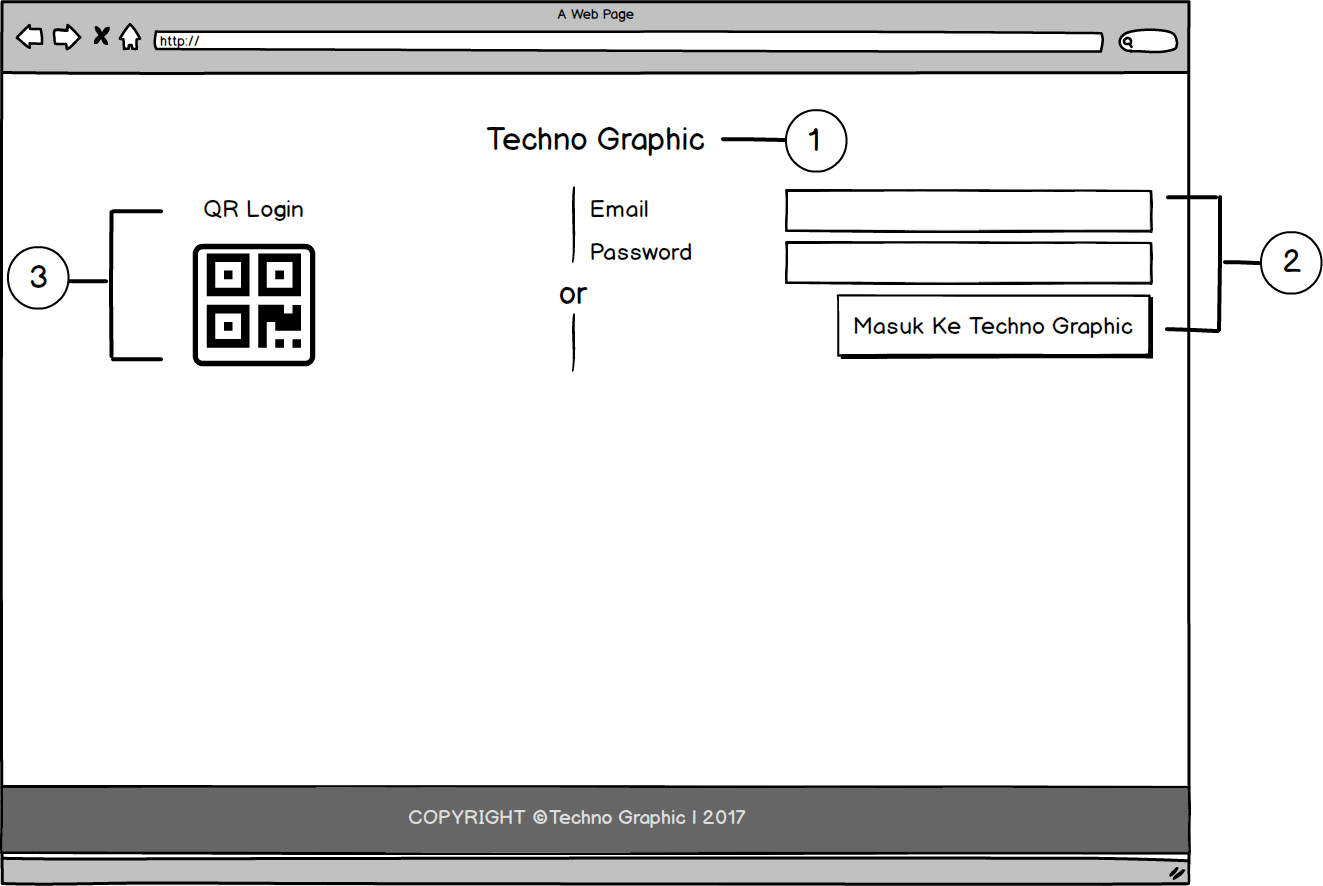 A Web Page
http://
Techno Graphic
1
QR Login
Email
3
2
Password
or
Masuk Ke Techno Graphic
COPYRIGHT ©Techno Graphic | 2017